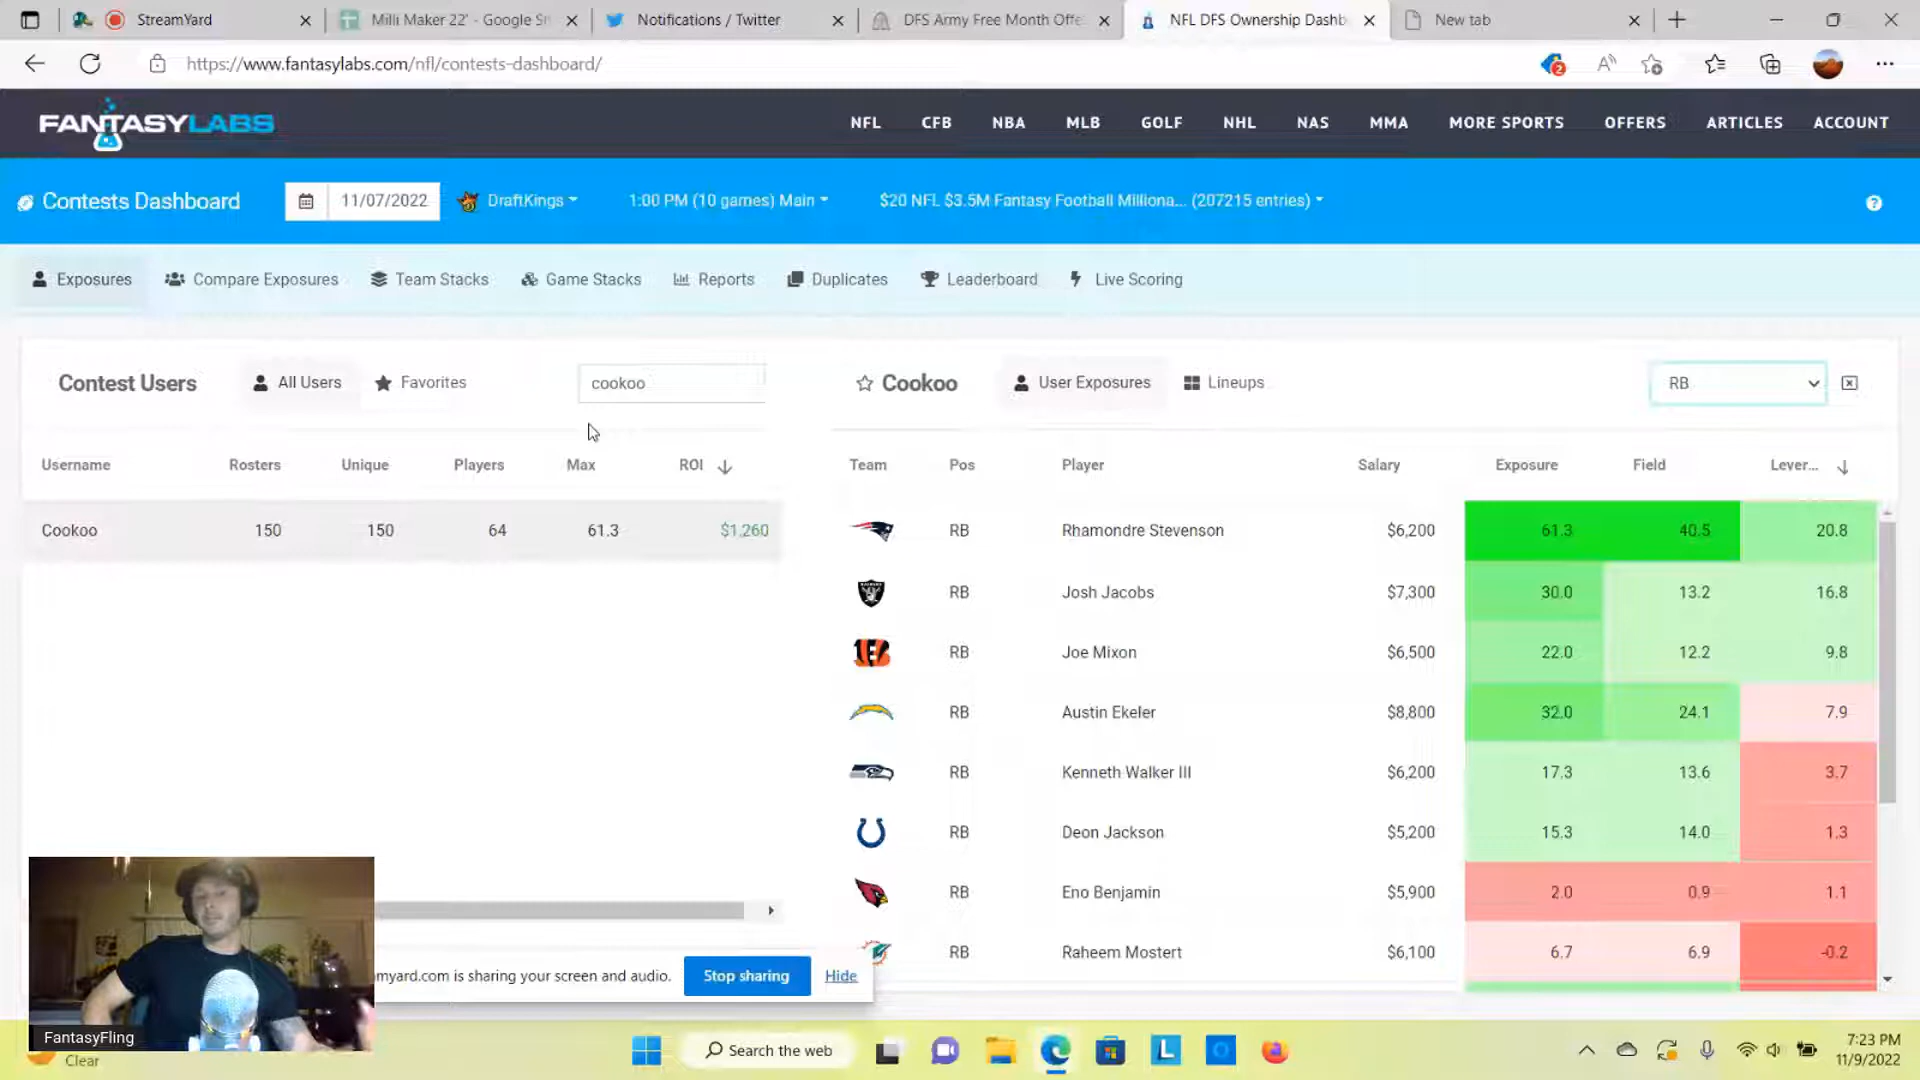 StreamYard
Milli Maker 22' - Google Sh
Notifications / Twitter
DFS Army Free Month Offe
NFL DFS Ownership Dashb
New tab
https://www.fantasylabs.com/nfl/contests-dashboard/
2
FANTASYLABS
NFL CFB NBA MLB GOLF NHL NAS MMA MORE SPORTS OFFERS ARTICLES ACCOUNT
Contests Dashboard
11/07/2022
DraftKings
1:00 PM (10 games) Main
$20 NFL $3.5M Fantasy Football Milliona... (207215 entries)
Exposures Compare Exposures Team Stacks Game Stacks Reports Duplicates Leaderboard Live Scoring
Contest Users All Users Favorites cookoo
Username Rosters Unique Players Max ROI
Cookoo 150 150 64 61.3 $1,260
Cookoo User Exposures Lineups RB
Team Pos Player Salary Exposure Field Lever...
RB Rhamondre Stevenson $6,200 61.3 40.5 20.8
RB Josh Jacobs $7,300 30.0 13.2 16.8
RB Joe Mixon $6,500 22.0 12.2 9.8
RB Austin Ekeler $8,800 32.0 24.1 7.9
RB Kenneth Walker III $6,200 17.3 13.6 3.7
RB Deon Jackson $5,200 15.3 14.0 1.3
RB Eno Benjamin $5,900 2.0 0.9 1.1
RB Raheem Mostert $6,100 6.7 6.9 -0.2
myard.com is sharing your screen and audio. Stop sharing Hide
FantasyFling
Clear
Search the web
L
7:23 PM
11/9/2022